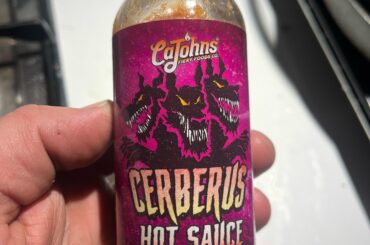 CaJohns
FIERY FOODS CO.
CERBERUS
HOT SAUCE